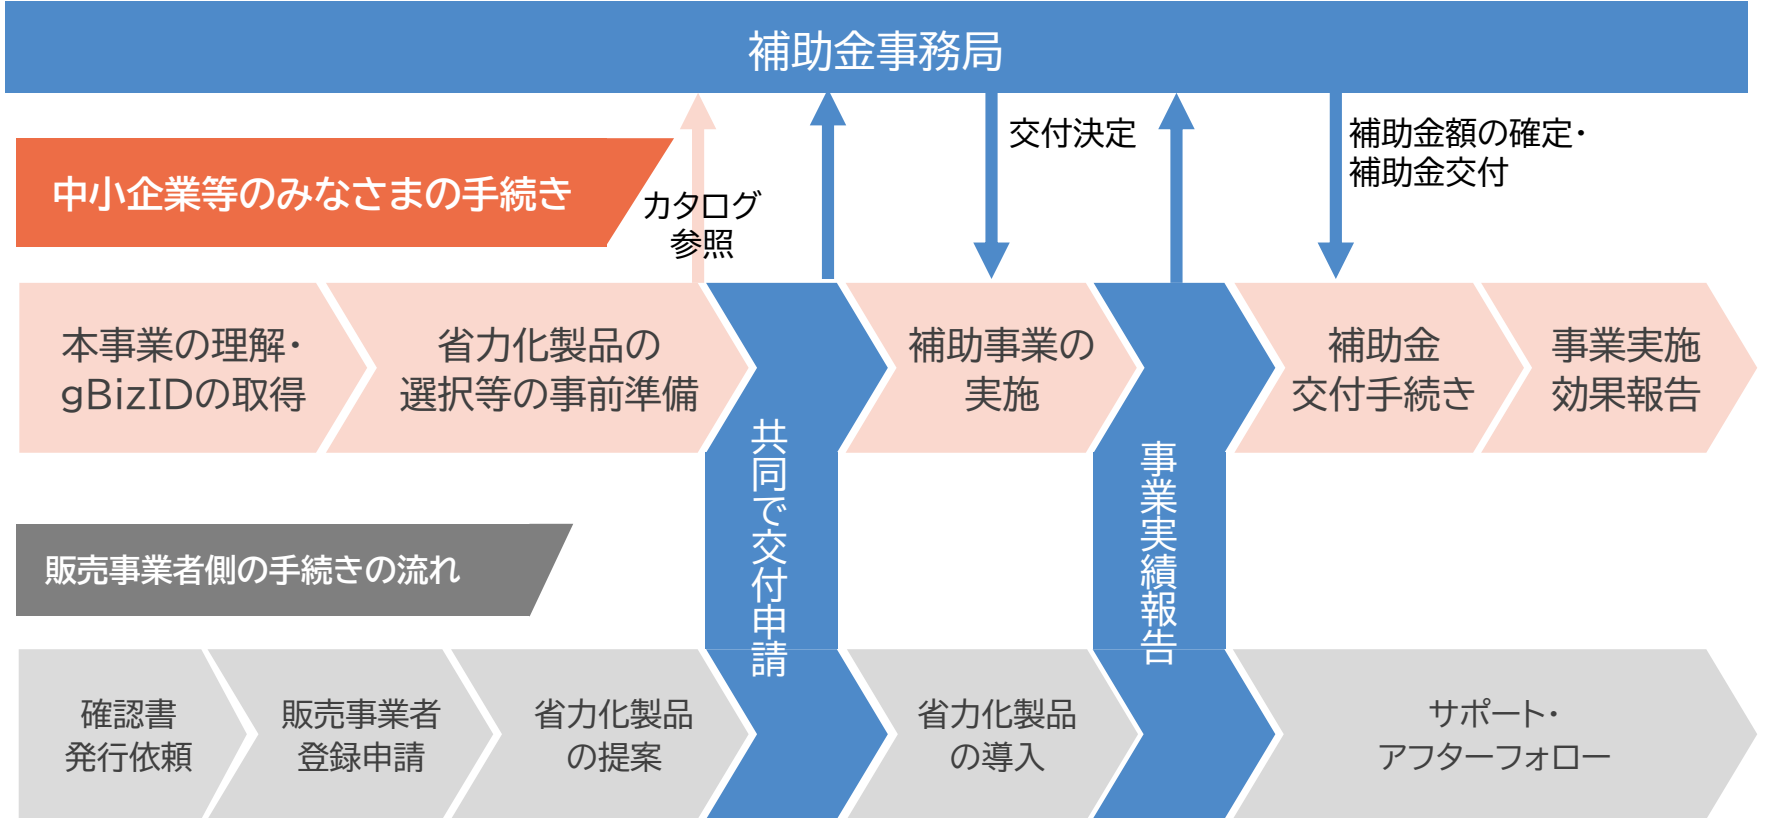 補助金事務局
交付決定
補助金額の確定・
補助金交付
中小企業等のみなさまの手続き
カタログ
参照
本事業の理解・
gBizIDの取得
省力化製品の
選択等の事前準備
共同で交付申請
補助事業の
実施
事業実績報告
補助金
交付手続き
事業実施
効果報告
販売事業者側の手続きの流れ
確認書
発行依頼
販売事業者
登録申請
省力化製品
の提案
省力化製品
の導入
サポート・
アフターフォロー